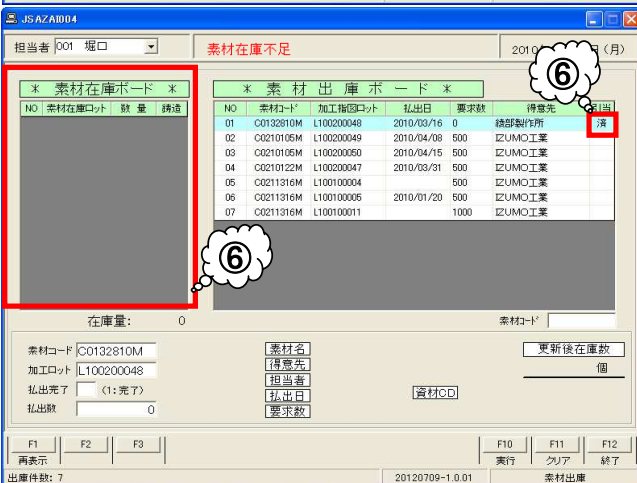 JSAZAI004
担当者 001 堀口 素材在庫不足 2010 (月)
⑥
* 素材在庫ボード * * 素材出庫ボード *
NO 素材在庫ロット 数量 鋳造 NO 素材コード 加工指図ロット 払出日 要求数 得意先 引当
01 C0132810M L100200048 2010/03/16 0 綾部製作所 済
02 C0210105M L100200049 2010/04/08 500 IZUMO工業
03 C0210105M L100200050 2010/04/15 500 IZUMO工業
04 C0210122M L100200047 2010/03/31 500 IZUMO工業
05 C0211316M L100100004 500 IZUMO工業
06 C0211316M L100100005 2010/01/20 500 IZUMO工業
07 C0211316M L100100011 1000 IZUMO工業
⑥
在庫量: 0 素材コード
素材コード C0132810M 素材名 更新後在庫数
加工ロット L100200048 得意先 個
払出完了 (1:完了) 担当者
払出日 資材CD
払出数 0 要求数
F1 F2 F3 F10 F11 F12
再表示 実行 クリア 終了
出庫件数: 7 20120709-1.0.01 素材出庫